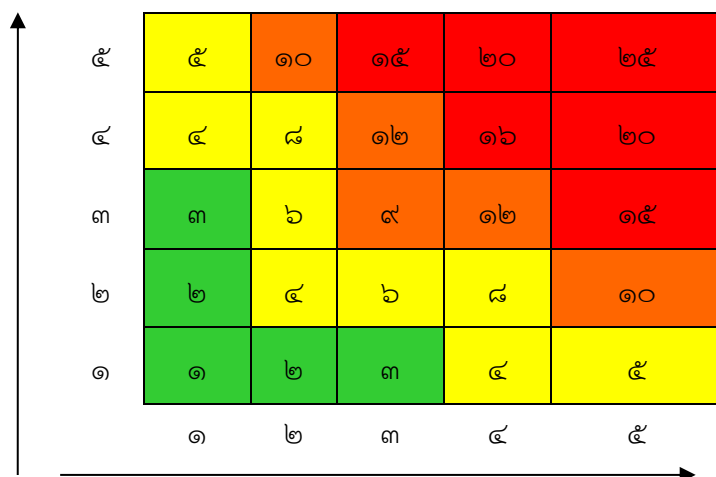 ๕ ๕ ๑๐ ๑๕ ๒๐ ๒๕
๔ ๔ ๘ ๑๒ ๑๖ ๒๐
๓ ๓ ๖ ๙ ๑๒ ๑๕
๒ ๒ ๔ ๖ ๘ ๑๐
๑ ๑ ๒ ๓ ๔ ๕
๑ ๒ ๓ ๔ ๕